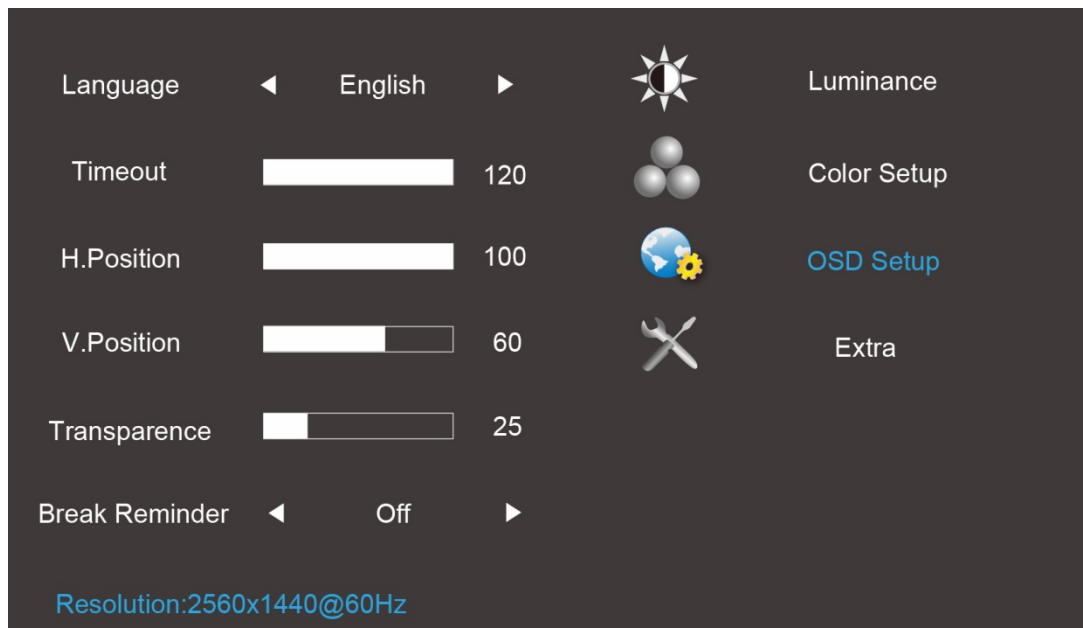 Language English Luminance
Timeout 120 Color Setup
H.Position 100 OSD Setup
V.Position 60 Extra
Transparence 25
Break Reminder Off
Resolution:2560x1440@60Hz